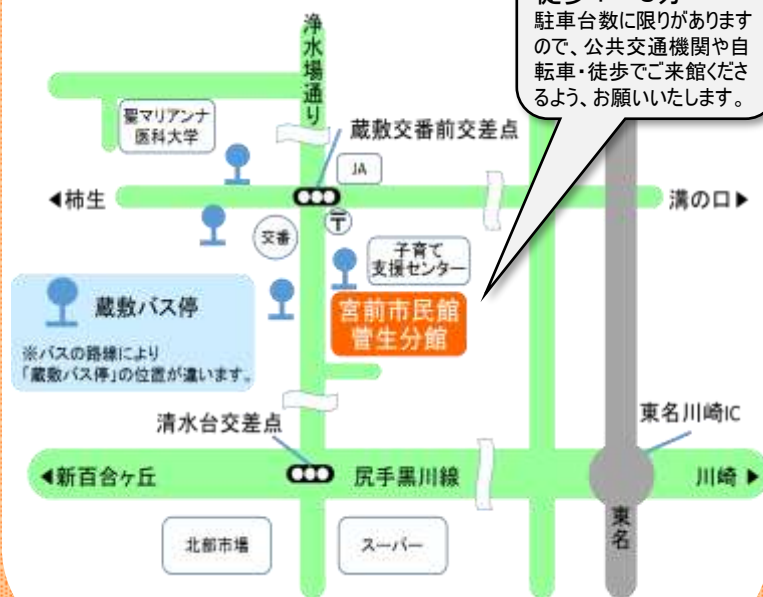 駐車台数に限りがあります
ので、公共交通機関や自
転車・徒歩でご来館くださ
るよう、お願いいたします。
浄水場通り
聖マリアンナ
医科大学
蔵敷交番前交差点
JA
◀柿生
溝の口▶
〒
交番
子育て
支援センター
蔵敷バス停
宮前市民館
菅生分館
※バスの路線により
「蔵敷バス停」の位置が違います。
清水台交差点
東名川崎IC
◀新百合ヶ丘
尻手黒川線
川崎▶
東名
北部市場
スーパー